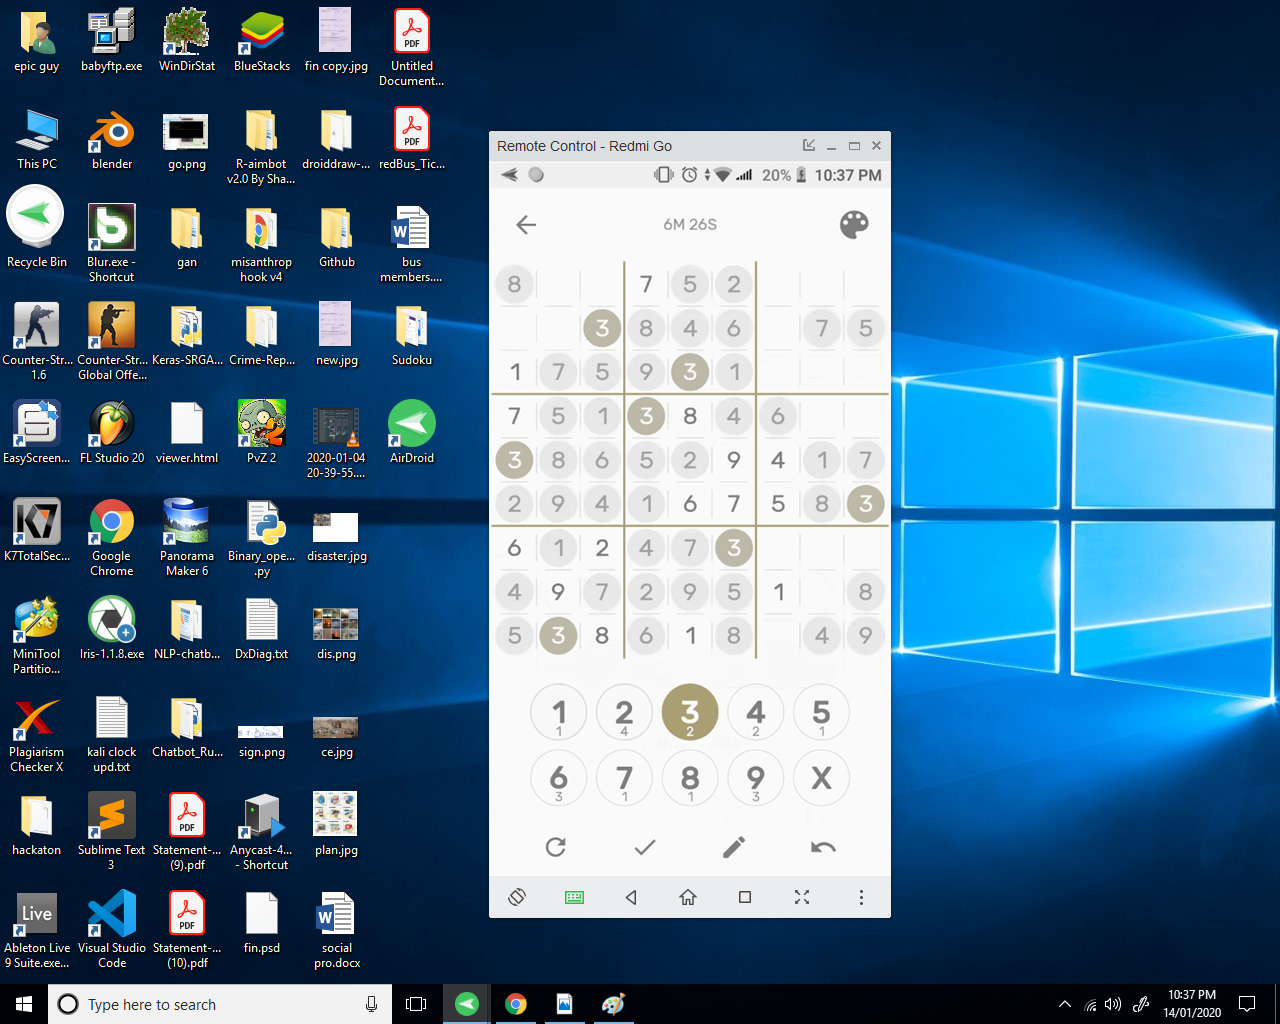 epic guy
babyftp.exe
WinDirStat
BlueStacks
fin copy.jpg
Untitled
Document...
PDF
This PC
blender
go.png
R-aimbot
v2.0 By Sha...
droiddraw-...
redBus_Tic...
PDF
Recycle Bin
Blur.exe -
Shortcut
gan
misanthrop
hook v4
Github
bus
members....
Counter-Str...
1.6
Counter-Str...
Global Offe...
Keras-SRGA...
Crime-Rep...
new.jpg
Sudoku
EasyScreen...
FL Studio 20
viewer.html
PvZ 2
2020-01-04
20-39-55....
AirDroid
K7
K7TotalSec...
Google
Chrome
Panorama
Maker 6
Binary_ope...
.py
disaster.jpg
MiniTool
Partitio...
Iris-1.1.8.exe
NLP-chatb...
DxDiag.txt
dis.png
Plagiarism
Checker X
kali clock
upd.txt
Chatbot_Ru...
sign.png
ce.jpg
hackaton
Sublime Text
3
PDF
Statement-...
(9).pdf
Anycast-4...
- Shortcut
plan.jpg
Live
Ableton Live
9 Suite.exe...
Visual Studio
Code
PDF
Statement-...
(10).pdf
fin.psd
social
pro.docx
Remote Control - Redmi Go
20% 10:37 PM
6M 26S
8 7 5 2
3 8 4 6 7 5
1 7 5 9 3 1
7 5 1 3 8 4 6
3 8 6 5 2 9 4 1 7
2 9 4 1 6 7 5 8 3
6 1 2 4 7 3
4 9 7 2 9 5 1 8
5 3 8 6 1 8 4 9
1 2 3 4 5
1 4 2 2 1
6 7 8 9 X
3 1 1 3
Type here to search
10:37 PM
14/01/2020